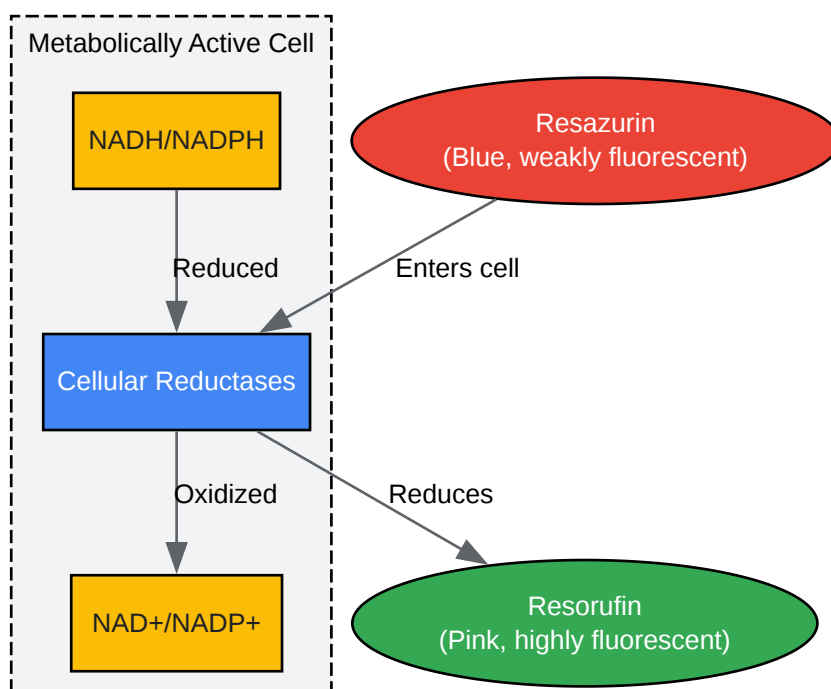 Metabolically Active Cell
NADH/NADPH
Resazurin
(Blue, weakly fluorescent)
Reduced
Enters cell
Cellular Reductases
Oxidized
Reduces
NAD+/NADP+
Resorufin
(Pink, highly fluorescent)